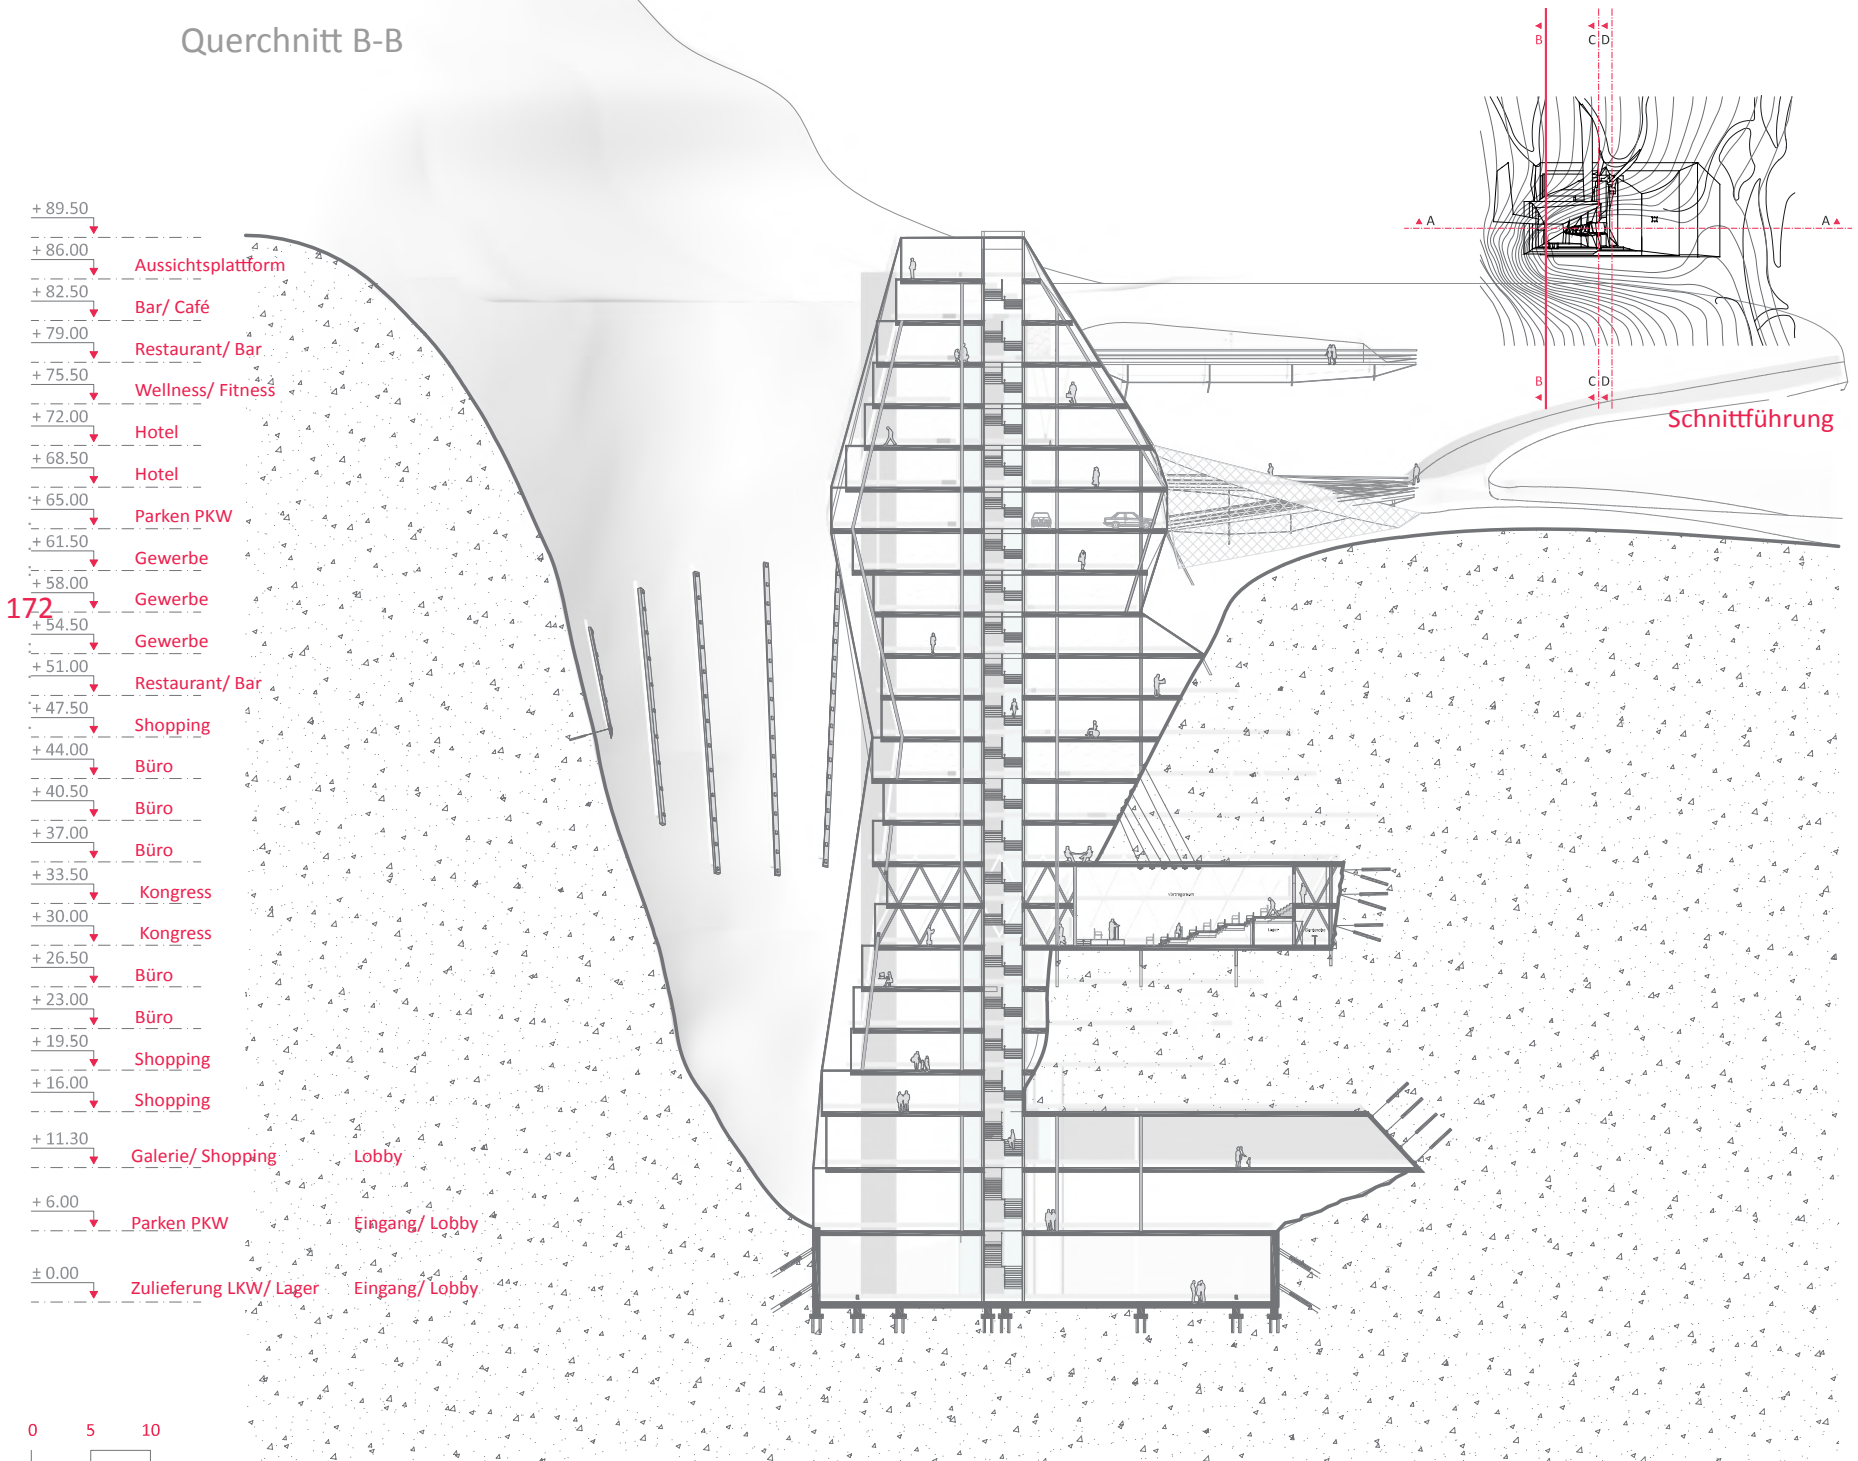 Querchnitt B-B
B
C
D
A
A
B
C
D
Schnittführung
+ 89.50
+ 86.00
Aussichtsplattform
+ 82.50
Bar/ Café
+ 79.00
Restaurant/ Bar
+ 75.50
Wellness/ Fitness
+ 72.00
Hotel
+ 68.50
Hotel
+ 65.00
Parken PKW
+ 61.50
Gewerbe
+ 58.00
Gewerbe
172
+ 54.50
Gewerbe
+ 51.00
Restaurant/ Bar
+ 47.50
Shopping
+ 44.00
Büro
+ 40.50
Büro
+ 37.00
Büro
+ 33.50
Kongress
+ 30.00
Kongress
+ 26.50
Büro
+ 23.00
Büro
+ 19.50
Shopping
+ 16.00
Shopping
+ 11.30
Galerie/ Shopping Lobby
+ 6.00
Parken PKW Eingang/ Lobby
± 0.00
Zulieferung LKW/ Lager Eingang/ Lobby
Lager
0 5 10